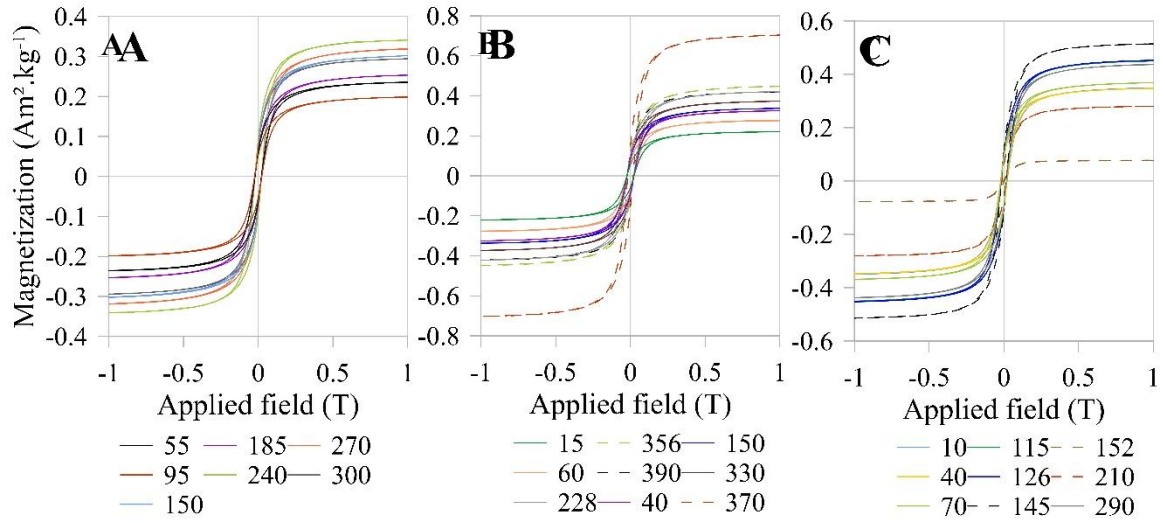 AA
BB
CC
Magnetization (Am².kg⁻¹)
0.4
0.3
0.2
0.1
0
-0.1
-0.2
-0.3
-0.4
-1 -0.5 0 0.5 1
Applied field (T)
55 185 270
95 240 300
150
0.8
0.6
0.4
0.2
0
-0.2
-0.4
-0.6
-0.8
-1 -0.5 0 0.5 1
Applied field (T)
15 356 150
60 390 330
228 40 370
0.6
0.4
0.2
0
-0.2
-0.4
-0.6
-1 -0.5 0 0.5 1
Applied field (T)
10 115 152
40 126 210
70 145 290